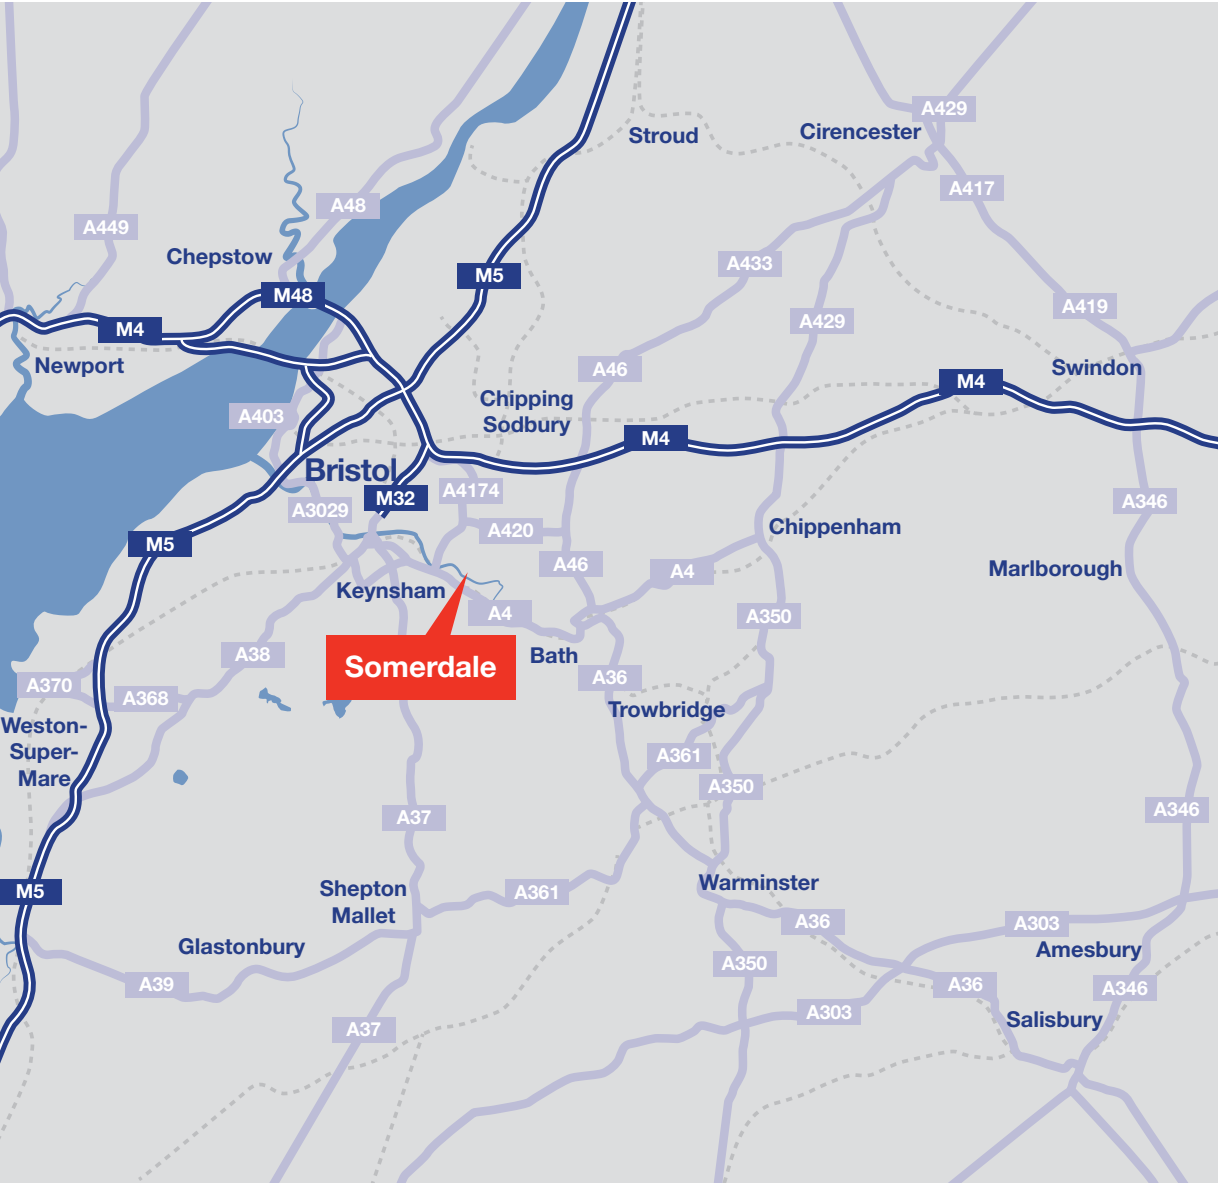 A429
Stroud
Cirencester
A417
A48
A449
Chepstow
A433
M5
M48
A419
M4
A429
Newport
A46
Swindon
M4
Chipping
Sodbury
A403
M4
Bristol
A4174
M32
A346
A3029
A420
Chippenham
M5
A46
A4
Marlborough
Keynsham
A4
A350
A38
Bath
Somerdale
A36
A370
A368
Trowbridge
Weston-
Super-
Mare
A361
A350
A37
A346
Warminster
Shepton
Mallet
A361
M5
A36
A303
Glastonbury
Amesbury
A350
A39
A36
A346
A303
Salisbury
A37